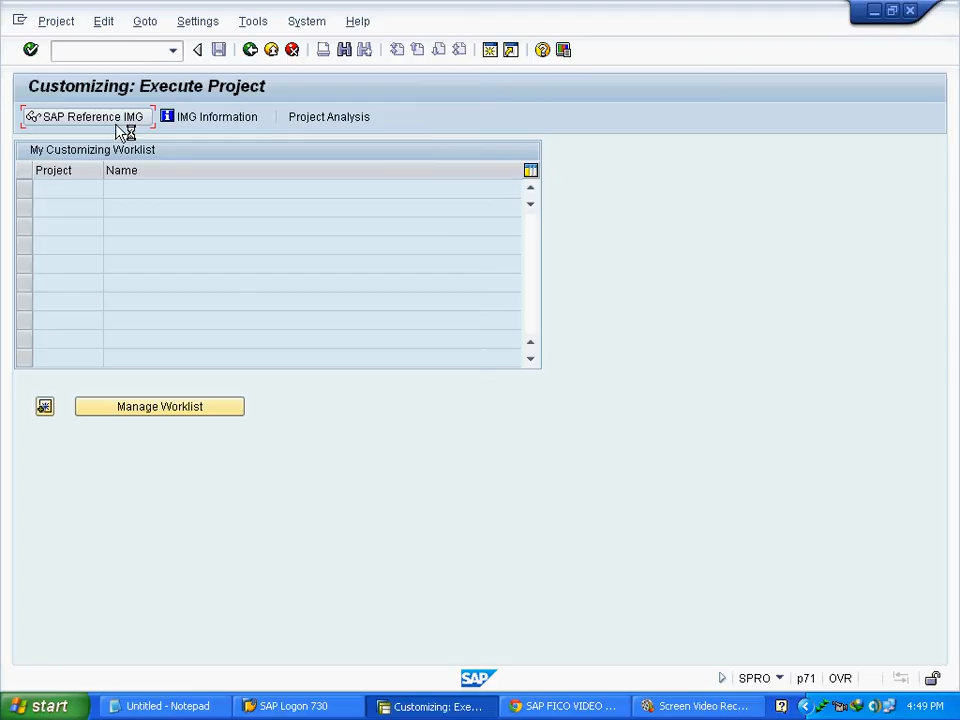 Project Edit Goto Settings Tools System Help
Customizing: Execute Project
SAP Reference IMG IMG Information Project Analysis
My Customizing Worklist
Project Name
Manage Worklist
SAP SPRO p71 OVR
start Untitled - Notepad SAP Logon 730 Customizing: Exe... SAP FICO VIDEO ... Screen Video Rec... 4:49 PM